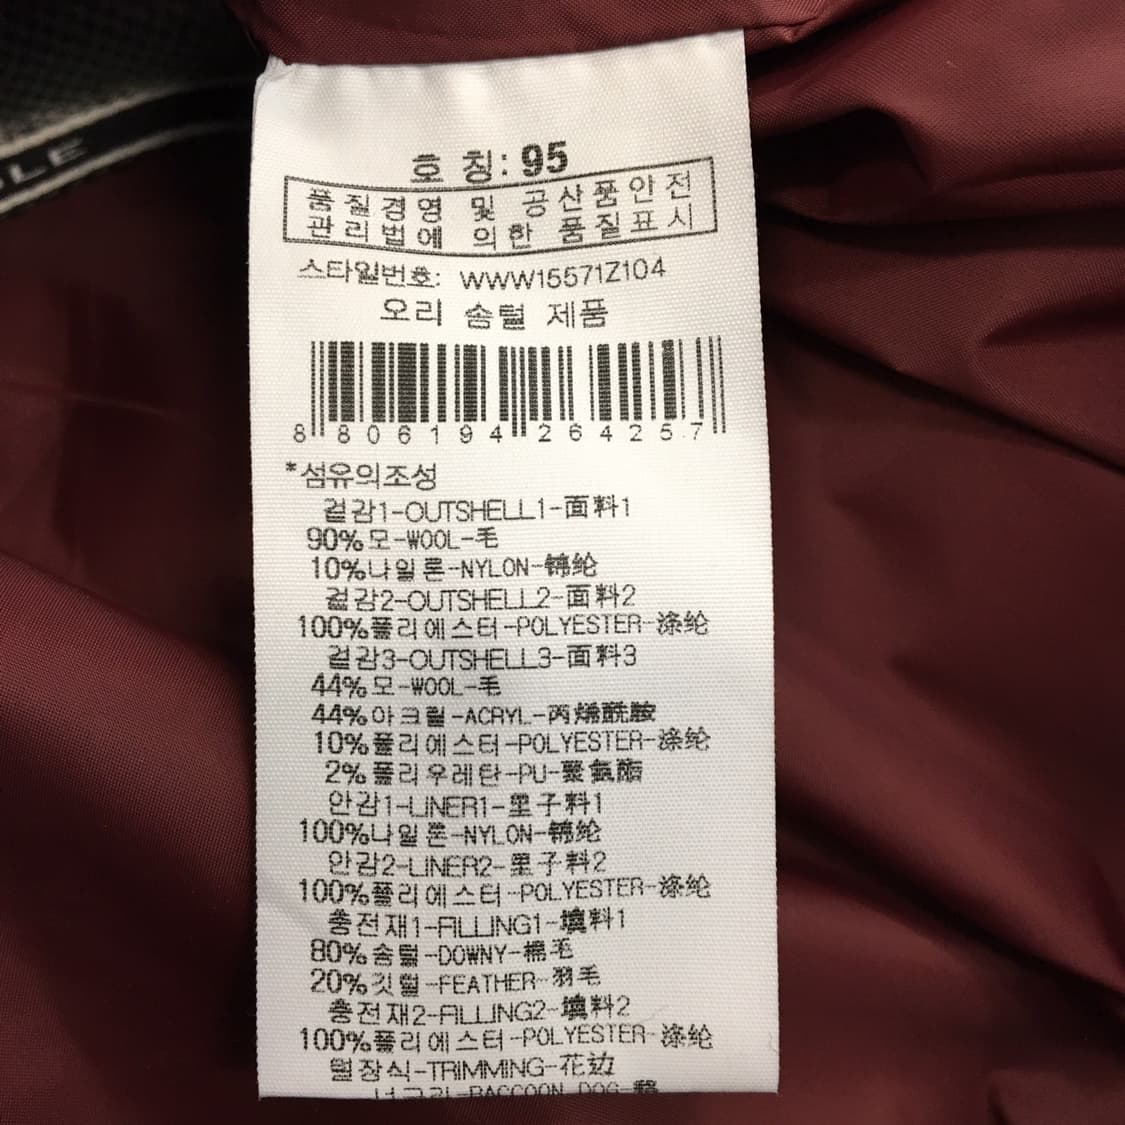 호 칭: 95
품질경영 및 공산품안전
관리법에 의한 품질표시
스타일번호: WWW15571Z104
오리 솜털 제품
8 806194 264257
*섬유의조성
겉감1-OUTSHELL1-面料1
90%모-WOOL-毛
10%나일론-NYLON-锦纶
겉감2-OUTSHELL2-面料2
100%폴리에스터-POLYESTER-涤纶
겉감3-OUTSHELL3-面料3
44%모-WOOL-毛
44%아크릴-ACRYL-丙烯酰胺
10%폴리에스터-POLYESTER-涤纶
2%폴리우레탄-PU-聚氨酯
안감1-LINER1-里子料1
100%나일론-NYLON-锦纶
안감2-LINER2-里子料2
100%폴리에스터-POLYESTER-涤纶
충전재1-FILLING1-填料1
80%솜털-DOWNY-棉毛
20%깃털-FEATHER-羽毛
충전재2-FILLING2-填料2
100%폴리에스터-POLYESTER-涤纶
털장식-TRIMMING-花边
너구리-RACCOON DOG-貉